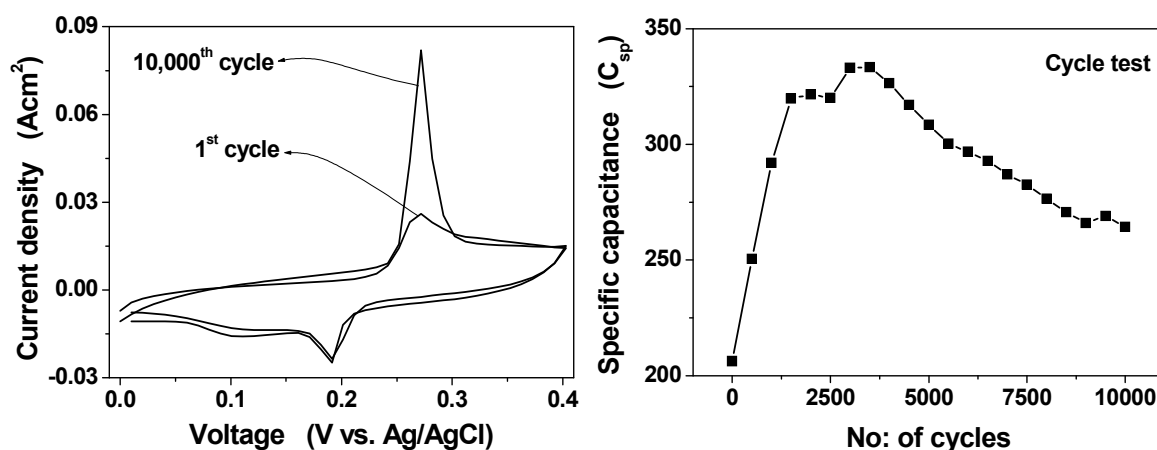 0.09
0.06
0.03
0.00
-0.03
10,000th cycle
1st cycle
0.0 0.1 0.2 0.3 0.4
Current density (Acm²)
Voltage (V vs. Ag/AgCl)
350
300
250
200
Cycle test
0 2500 5000 7500 10000
Specific capacitance (Csp)
No: of cycles